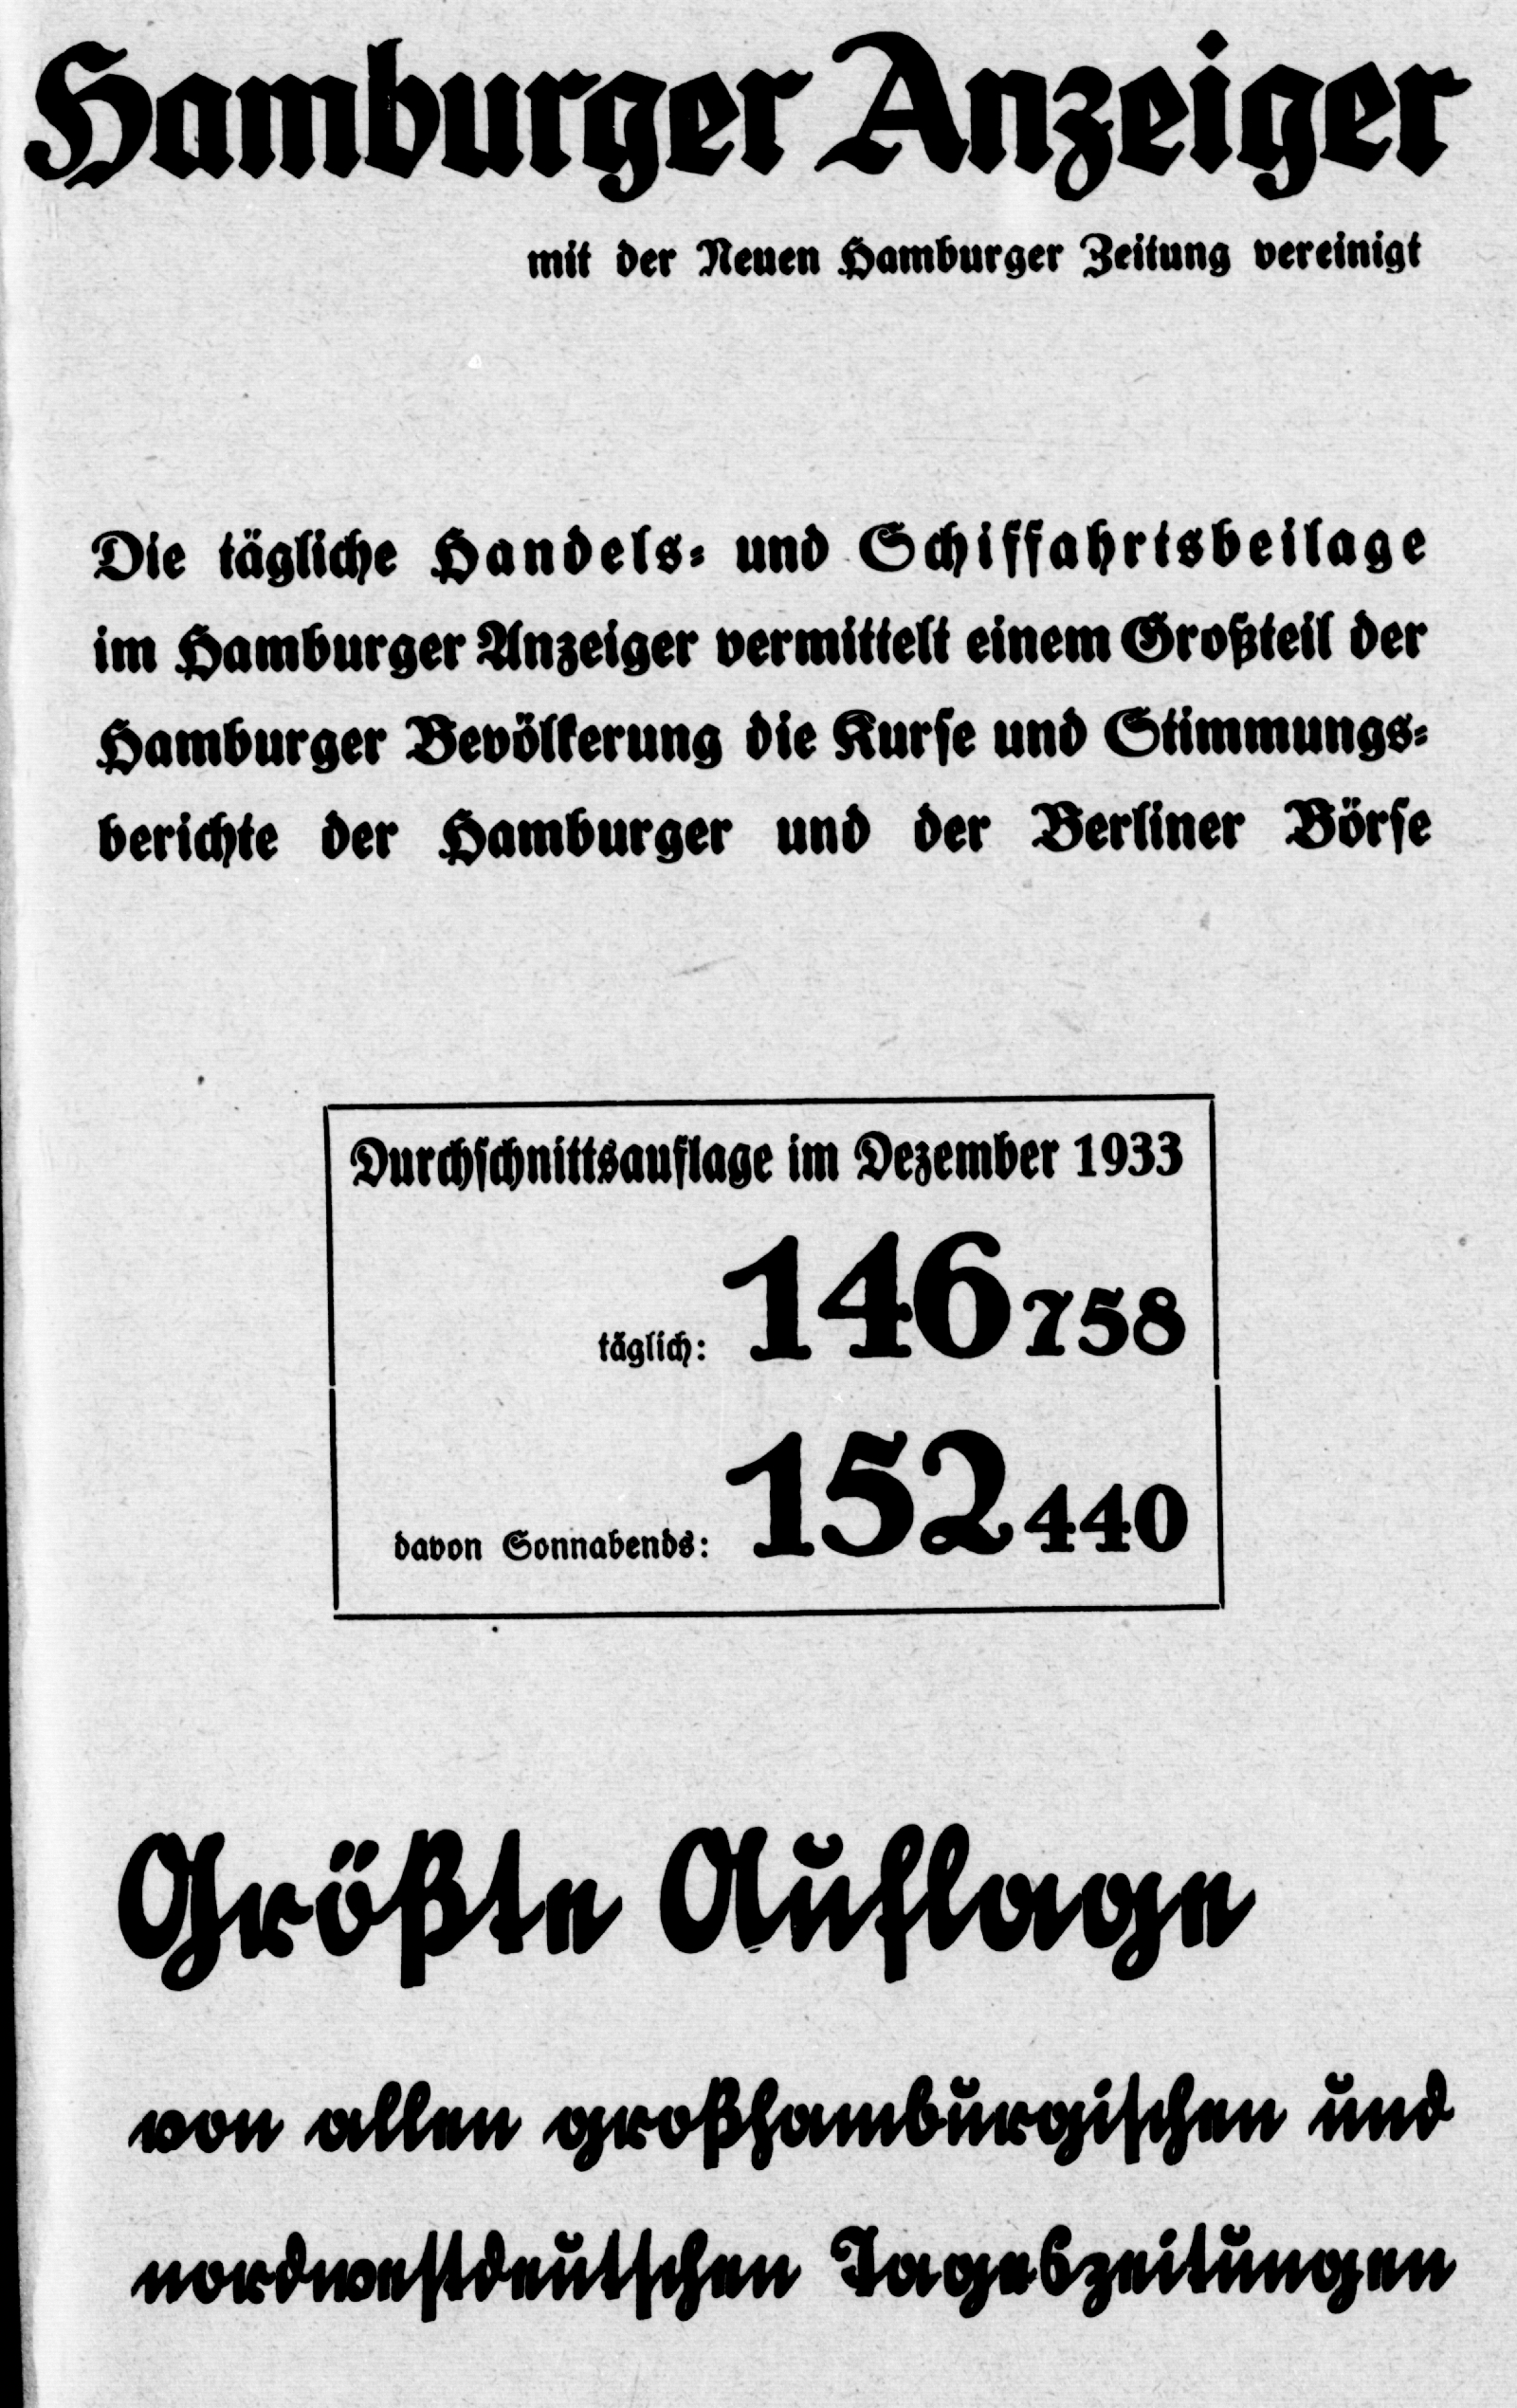 Hamburger Anzeiger
mit der Neuen Hamburger Zeitung vereinigt
Die tägliche Handels- und Schiffahrtsbeilage
im Hamburger Anzeiger vermittelt einem Großteil der
Hamburger Bevölkerung die Kurse und Stimmungs-
berichte der Hamburger und der Berliner Börse
Durchschnittsauflage im Dezember 1933
täglich: 146758
davon Sonnabends: 152440
Größte Auflage
von allen großhamburgischen und
nordwestdeutschen Tageszeitungen